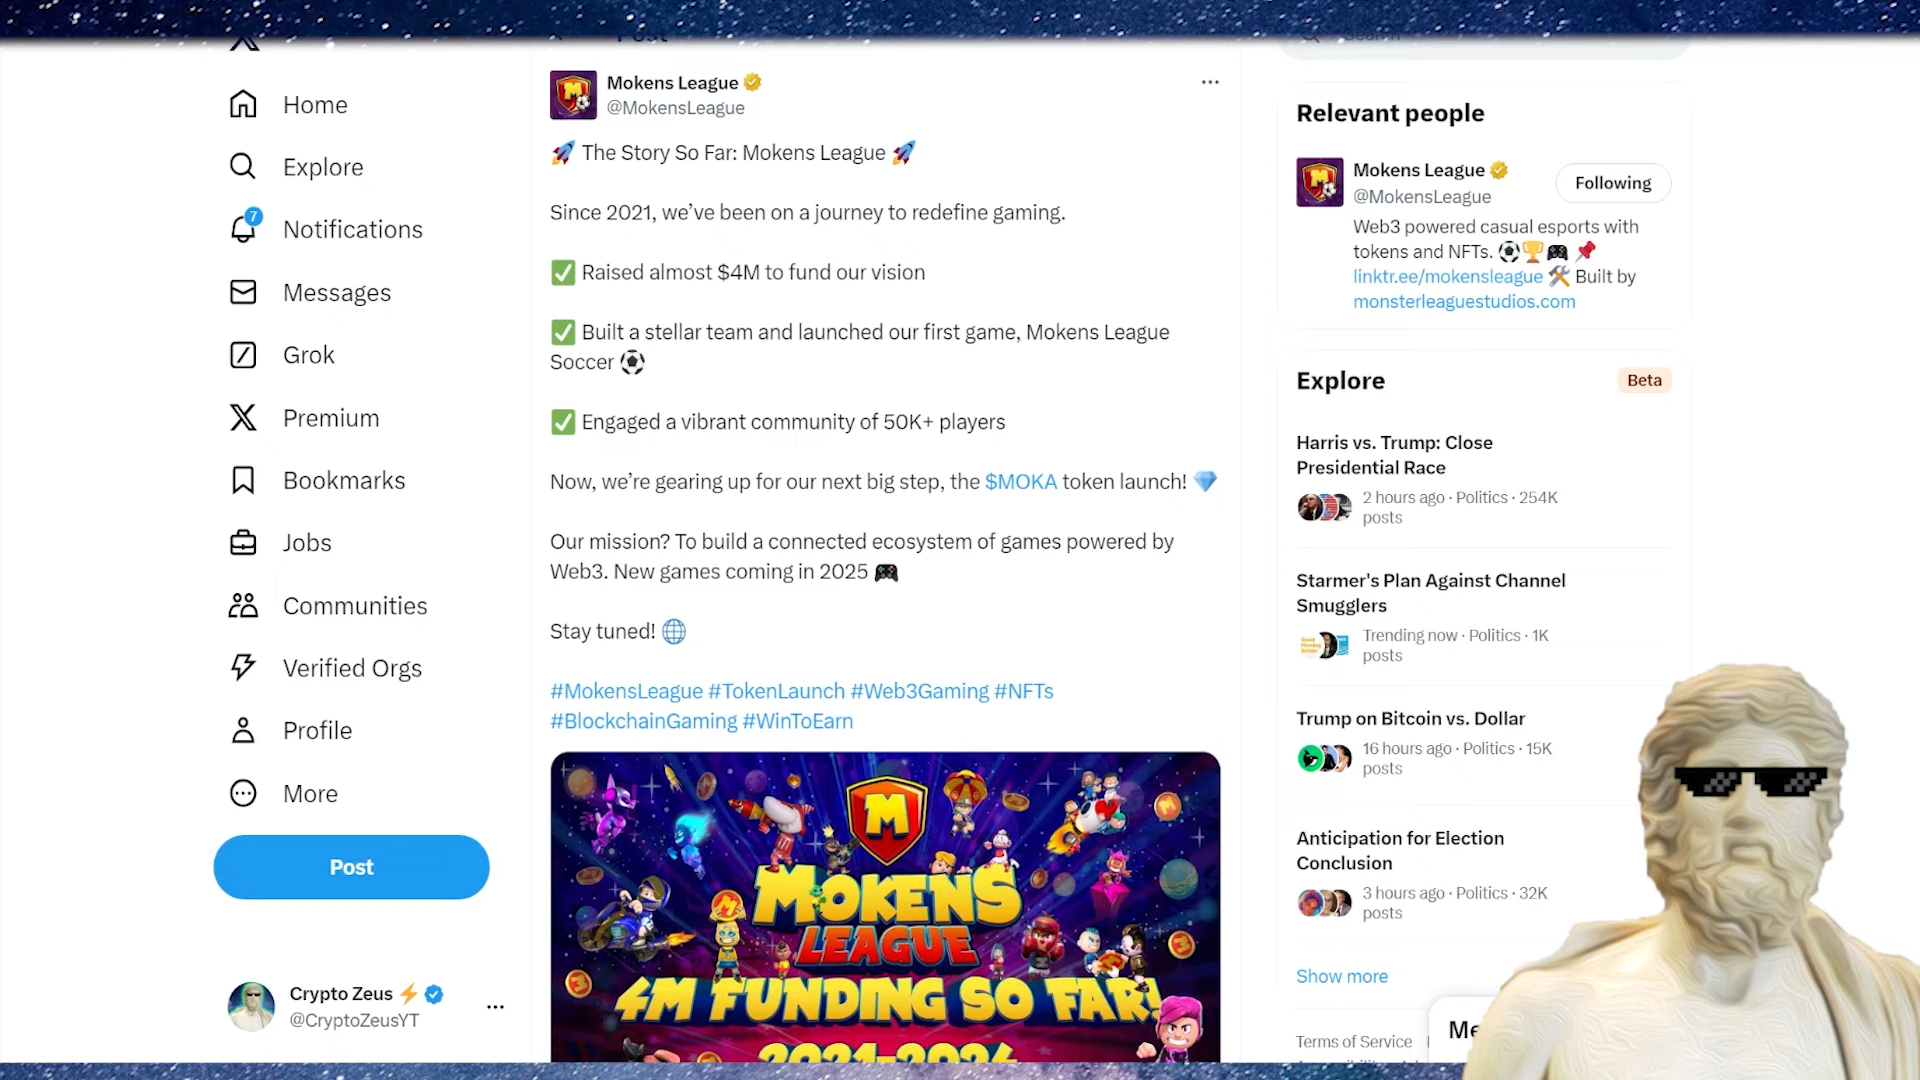 Home
Explore
7
Notifications
Messages
Grok
Premium
Bookmarks
Jobs
Communities
Verified Orgs
Profile
More
Post
Crypto Zeus⚡
@CryptoZeusYT
Mokens League
@MokensLeague
🚀 The Story So Far: Mokens League 🚀
Since 2021, we’ve been on a journey to redefine gaming.
✅ Raised almost $4M to fund our vision
✅ Built a stellar team and launched our first game, Mokens League
Soccer ⚽
✅ Engaged a vibrant community of 50K+ players
Now, we’re gearing up for our next big step, the $MOKA token launch! 💎
Our mission? To build a connected ecosystem of games powered by
Web3. New games coming in 2025 🎮
Stay tuned! 🌐
#MokensLeague #TokenLaunch #Web3Gaming #NFTs
#BlockchainGaming #WinToEarn
M
MOKENS
LEAGUE
4M FUNDING SO FAR!
2021-2024
Relevant people
Mokens League
@MokensLeague
Following
Web3 powered casual esports with
tokens and NFTs. ⚽🏆🎮 📌
linktr.ee/mokensleague 🛠️ Built by
monsterleaguestudios.com
Explore
Beta
Harris vs. Trump: Close
Presidential Race
2 hours ago · Politics · 254K
posts
Starmer's Plan Against Channel
Smugglers
Trending now · Politics · 1K
posts
Trump on Bitcoin vs. Dollar
16 hours ago · Politics · 15K
posts
Anticipation for Election
Conclusion
3 hours ago · Politics · 32K
posts
Show more
Terms of Service